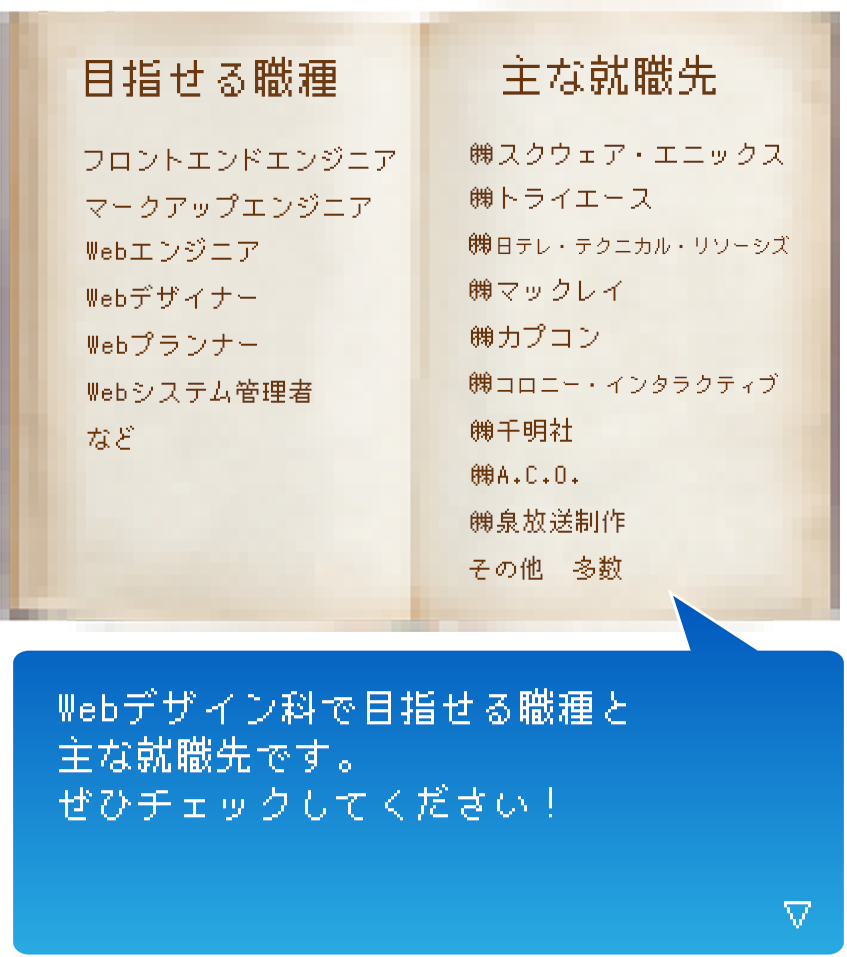 目指せる職種
フロントエンドエンジニア
マークアップエンジニア
Webエンジニア
Webデザイナー
Webプランナー
Webシステム管理者
など
主な就職先
㈱スクウェア・エニックス
㈱トライエース
㈱日テレ・テクニカル・リソーシズ
㈱マックレイ
㈱カプコン
㈱コロニー・インタラクティブ
㈱千明社
㈱A.C.O.
㈱泉放送制作
その他　多数
Webデザイン科で目指せる職種と
主な就職先です。
ぜひチェックしてください！